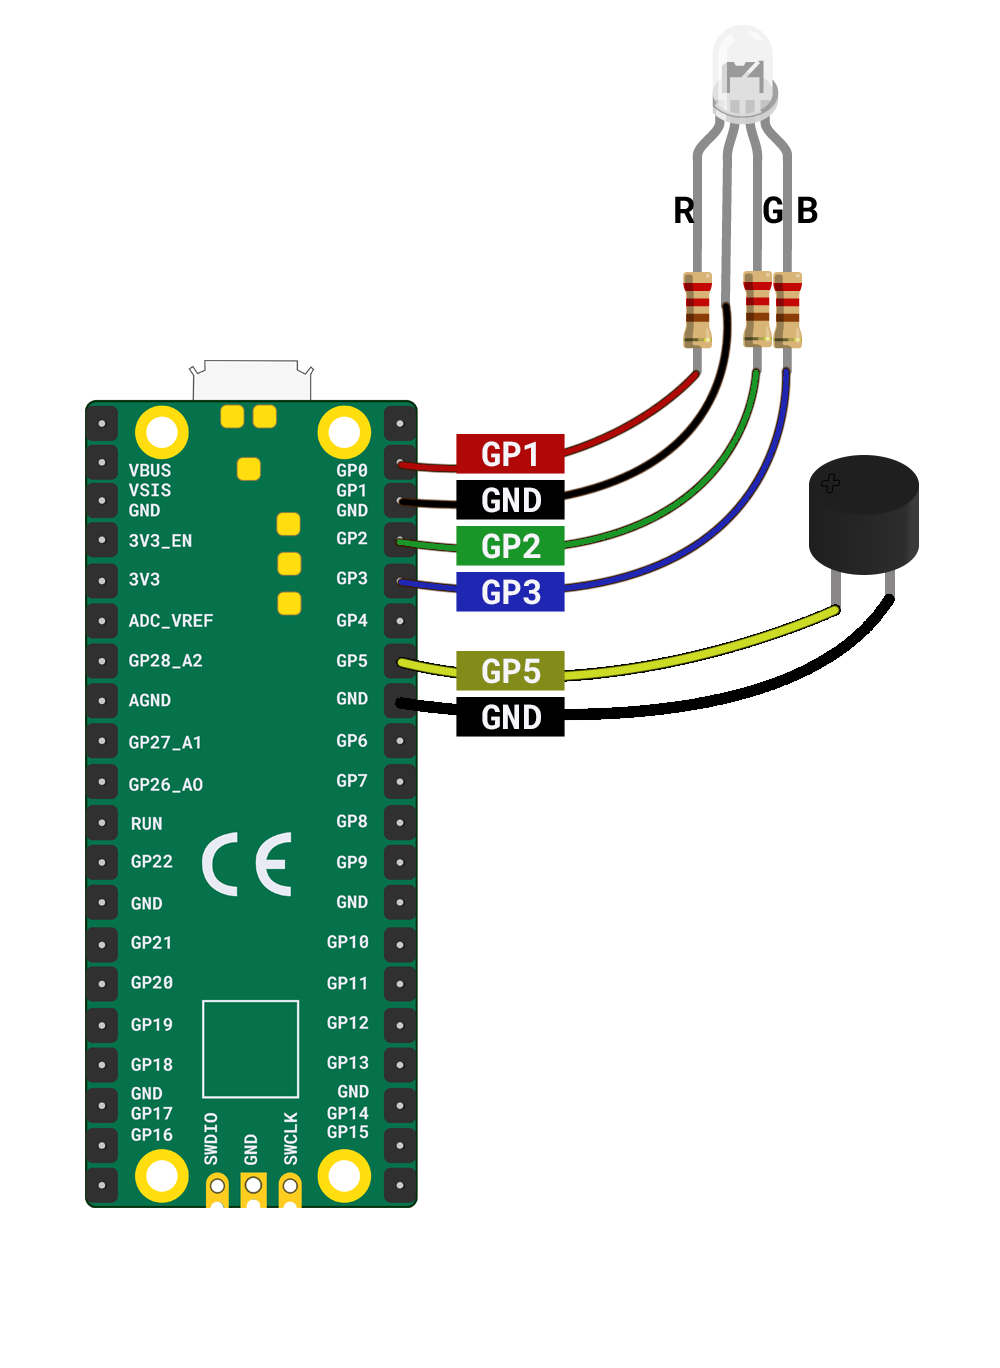 R G B
GP1
GND
GP2
GP3
GP5
GND
VBUS
VSIS
GND
3V3_EN
3V3
ADC_VREF
GP28_A2
AGND
GP27_A1
GP26_AO
RUN
GP22
GND
GP21
GP20
GP19
GP18
GND
GP17
GP16
GP0
GP1
GND
GP2
GP3
GP4
GP5
GND
GP6
GP7
GP8
GP9
GND
GP10
GP11
GP12
GP13
GND
GP14
GP15
CE
SWDIO
GND
SWCLK
+